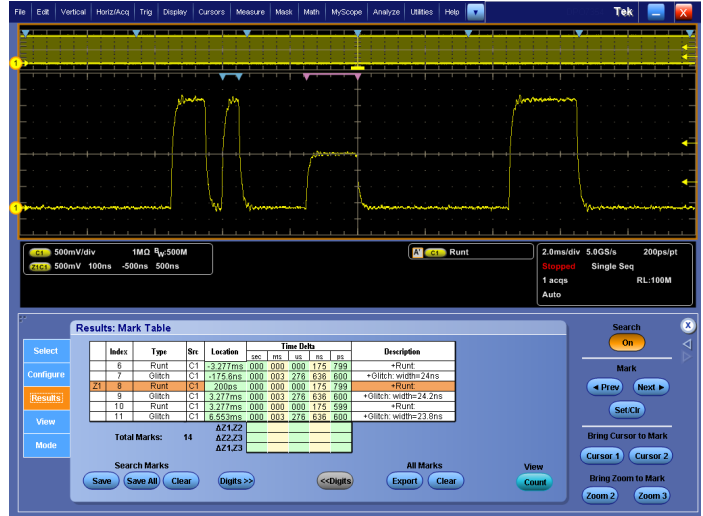 File Edit Vertical Horiz/Acq Trig Display Cursors Measure Mask Math MyScope Analyze Utilities Help Tek X
1
1
C1 500mV/div 1MΩ BW:500M
Z1C1 500mV 100ns -500ns 500ns
A' C1 Runt
2.0ms/div 5.0GS/s 200ps/pt
Stopped Single Seq
1 acqs RL:100M
Auto
Results: Mark Table
Select
Configure
Results
View
Mode
Index Type Src Location Time Delta Description
sec ms us ns ps
6 Runt C1 -3.277ms 000 000 000 175 799 +Runt:
7 Glitch C1 -175.6ns 000 003 276 636 600 +Glitch: width=24ns
Z1 8 Runt C1 200ps 000 000 000 175 799 +Runt:
9 Glitch C1 3.277ms 000 003 276 636 600 +Glitch: width=24.2ns
10 Runt C1 3.277ms 000 000 000 175 599 +Runt:
11 Glitch C1 6.553ms 000 003 276 636 600 +Glitch: width=23.8ns
Total Marks: 14
ΔZ1,Z2
ΔZ2,Z3
ΔZ1,Z3
Search Marks
Save Save All Clear
Digits >>
<<Digits
All Marks
Export Clear
View
Count
Search
On
X
Mark
Prev Next
Set/Clr
Bring Cursor to Mark
Cursor 1 Cursor 2
Bring Zoom to Mark
Zoom 2 Zoom 3